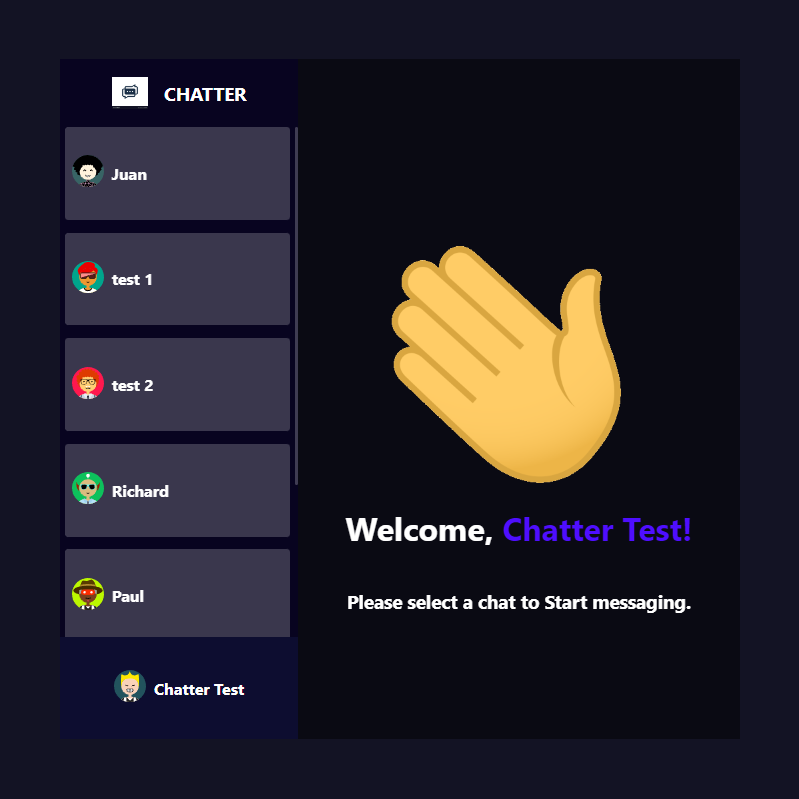 CHATTER
Juan
test 1
test 2
Richard
Paul
Chatter Test
Welcome, Chatter Test!
Please select a chat to Start messaging.